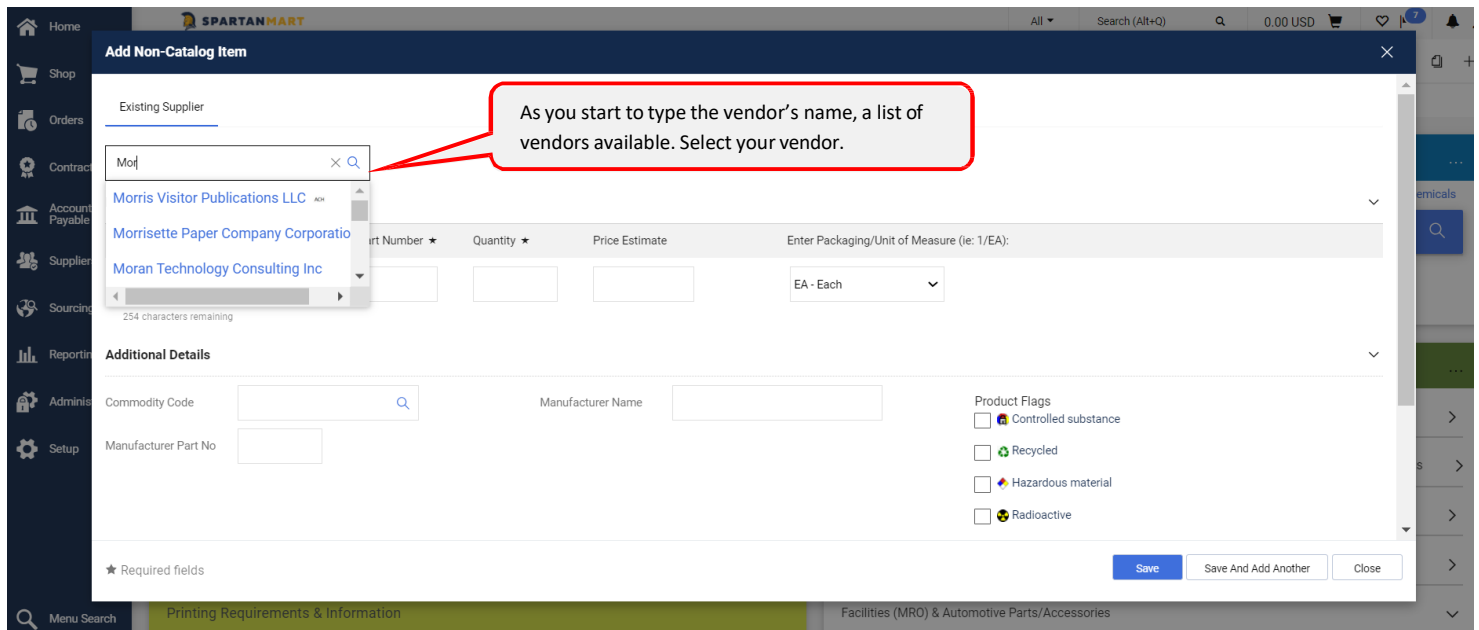 Home
SPARTANMART
All
Search (Alt+Q)
0.00 USD
7
Add Non-Catalog Item
Shop
Existing Supplier
As you start to type the vendor's name, a list of
vendors available. Select your vendor.
Orders
Mor
Contract
...
Morris Visitor Publications LLC ACH
emicals
Account
Payable
Morrisette Paper Company Corporatio
art Number ★
Quantity ★
Price Estimate
Enter Packaging/Unit of Measure (ie: 1/EA):
Supplier
Moran Technology Consulting Inc
EA - Each
Sourcing
254 characters remaining
Reportin
Additional Details
...
Adminis
Commodity Code
Manufacturer Name
Product Flags
Controlled substance
Setup
Manufacturer Part No
Recycled
s
Hazardous material
Radioactive
★ Required fields
Save
Save And Add Another
Close
Menu Search
Printing Requirements & Information
Facilities (MRO) & Automotive Parts/Accessories